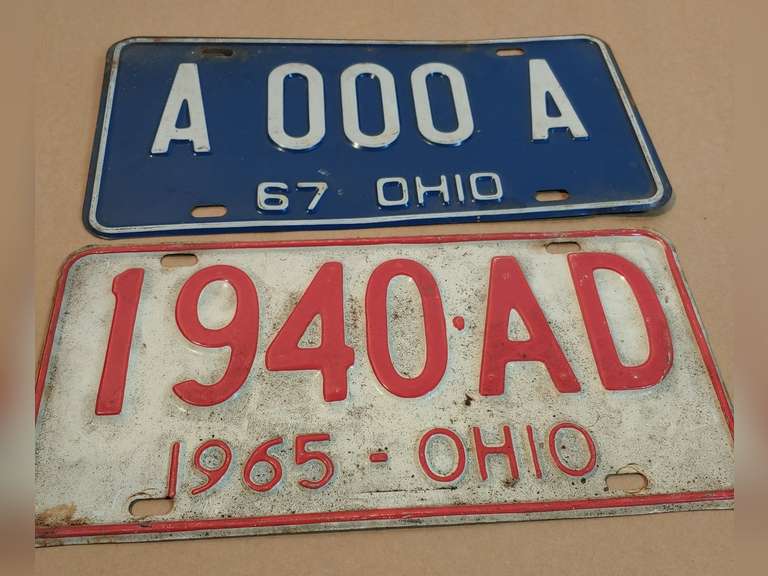 A 000 A
67 OHIO
1940·AD
1965 - OHIO